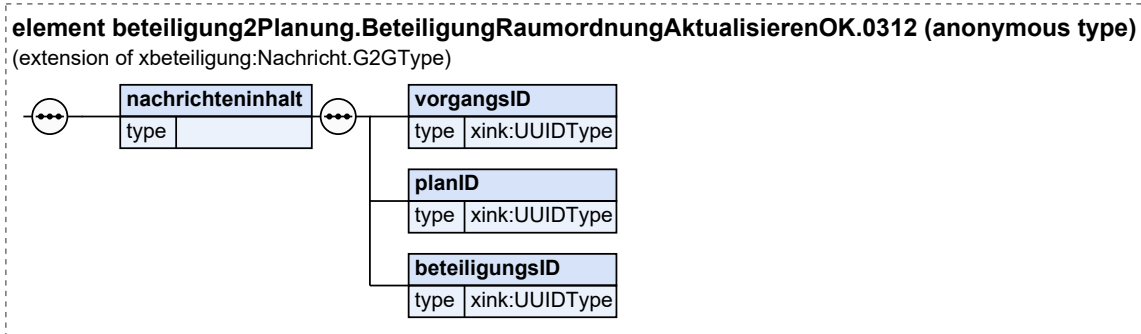 element beteiligung2Planung.BeteiligungRaumordnungAktualisierenOK.0312 (anonymous type)
(extension of xbeteiligung:Nachricht.G2GType)
nachrichteninhalt
type
vorgangsID
type xink:UUIDType
planID
type xink:UUIDType
beteiligungsID
type xink:UUIDType